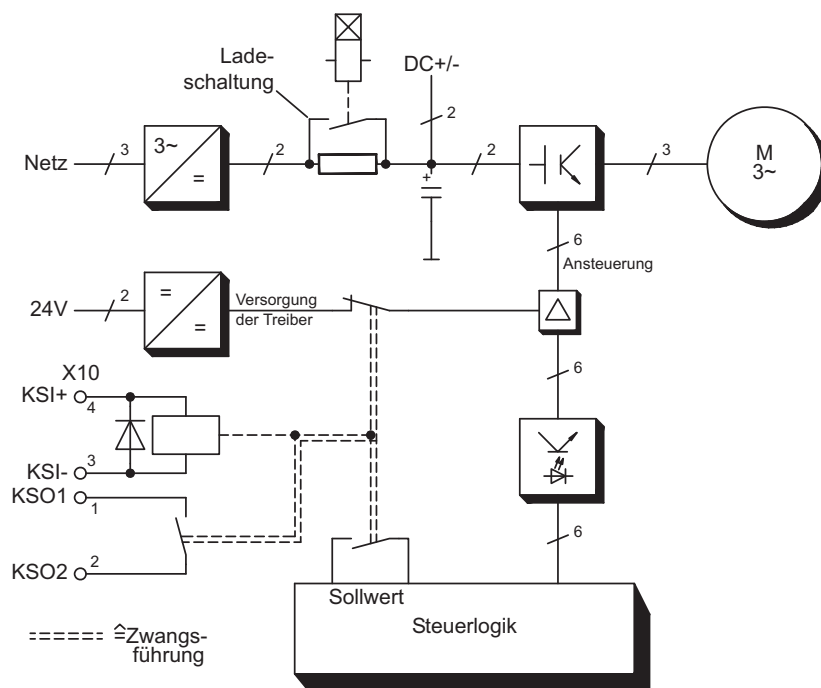 Lade-
schaltung
DC+/-
2
Netz
3
3~
=
2
+
2
3
M
3~
6
Ansteuerung
24V
2
=
=
Versorgung
der Treiber
6
X10
KSI+
4
KSI-
3
KSO1
1
KSO2
2
6
Sollwert
Steuerlogik
≙Zwangs-
führung